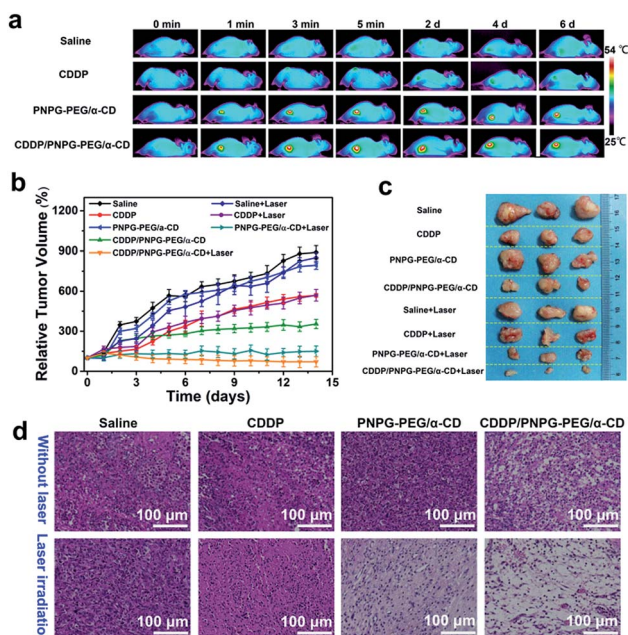 a
0 min 1 min 3 min 5 min 2 d 4 d 6 d
Saline
CDDP
PNPG-PEG/α-CD
CDDP/PNPG-PEG/α-CD
54 ℃
25℃
b
Relative Tumor Volume (%)
1200
900
600
300
0
0 3 6 9 12 15
Time (days)
Saline
Saline+Laser
CDDP
CDDP+Laser
PNPG-PEG/a-CD
PNPG-PEG/α-CD+Laser
CDDP/PNPG-PEG/α-CD
CDDP/PNPG-PEG/α-CD+Laser
c
Saline
CDDP
PNPG-PEG/α-CD
CDDP/PNPG-PEG/α-CD
Saline+Laser
CDDP+Laser
PNPG-PEG/α-CD+Laser
CDDP/PNPG-PEG/α-CD+Laser
d
Saline CDDP PNPG-PEG/α-CD CDDP/PNPG-PEG/α-CD
Without laser
100 μm 100 μm 100 μm 100 μm
Laser irradiatio
100 μm 100 μm 100 μm 100 μm